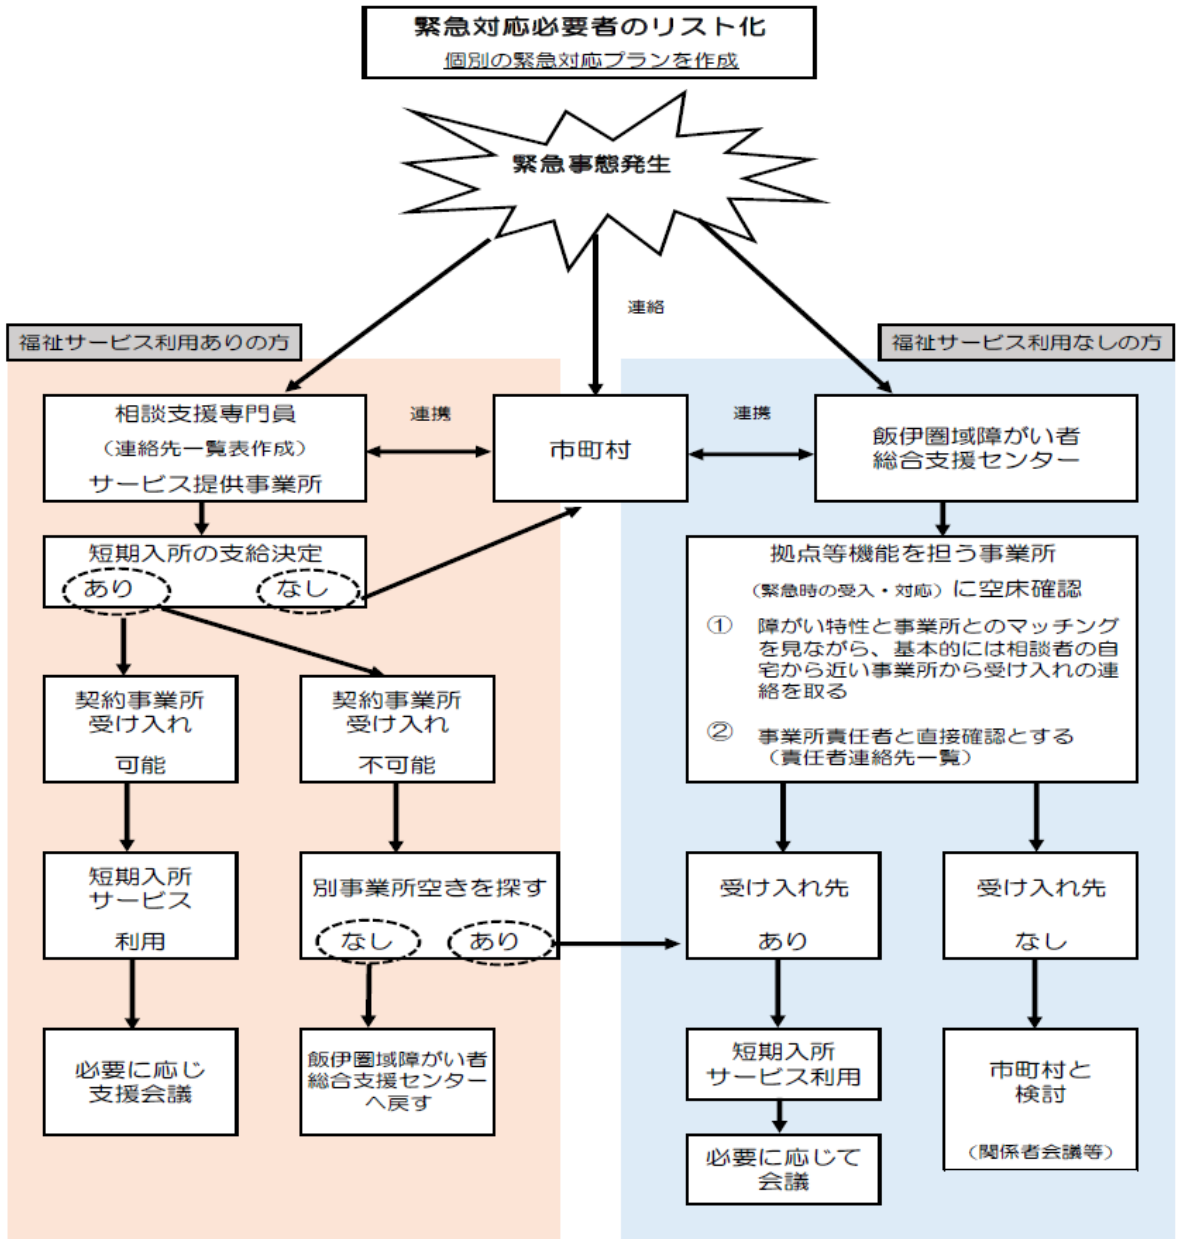 緊急対応必要者のリスト化
個別の緊急対応プランを作成
緊急事態発生
連絡
福祉サービス利用ありの方
福祉サービス利用なしの方
相談支援専門員
（連絡先一覧表作成）
サービス提供事業所
連携
市町村
連携
飯伊圏域障がい者
総合支援センター
短期入所の支給決定
あり
なし
拠点等機能を担う事業所
（緊急時の受入・対応）に空床確認
① 障がい特性と事業所とのマッチング
を見ながら、基本的には相談者の自
宅から近い事業所から受け入れの連
絡を取る
② 事業所責任者と直接確認とする
（責任者連絡先一覧）
契約事業所
受け入れ
可能
契約事業所
受け入れ
不可能
短期入所
サービス
利用
別事業所空きを探す
なし
あり
受け入れ先
あり
受け入れ先
なし
必要に応じ
支援会議
飯伊圏域障がい者
総合支援センター
へ戻す
短期入所
サービス利用
市町村と
検討
（関係者会議等）
必要に応じて
会議